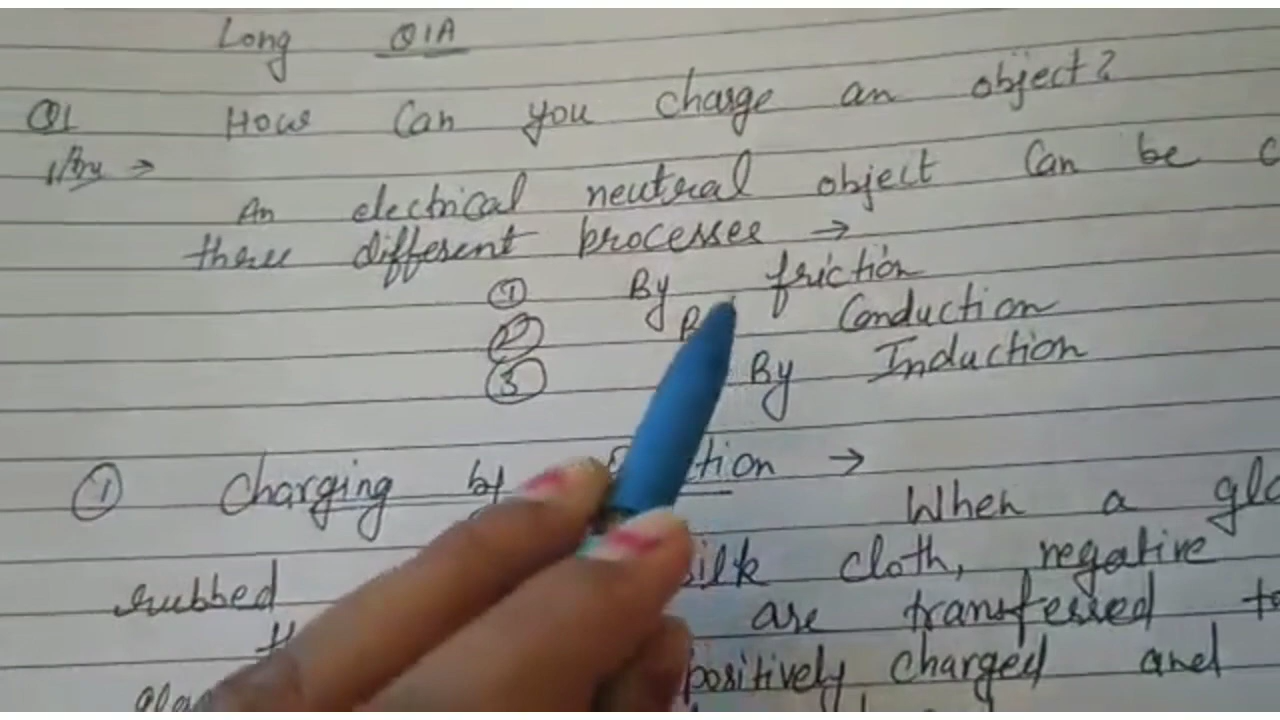 Long Q1A
Q1 How Can you charge an object?
Ans → An electrical neutral object Can be
three different processes →
① By friction
② Conduction
③ By Induction
① Charging by →
When a
rubbed silk cloth, negative
are transferred to
positively charged and